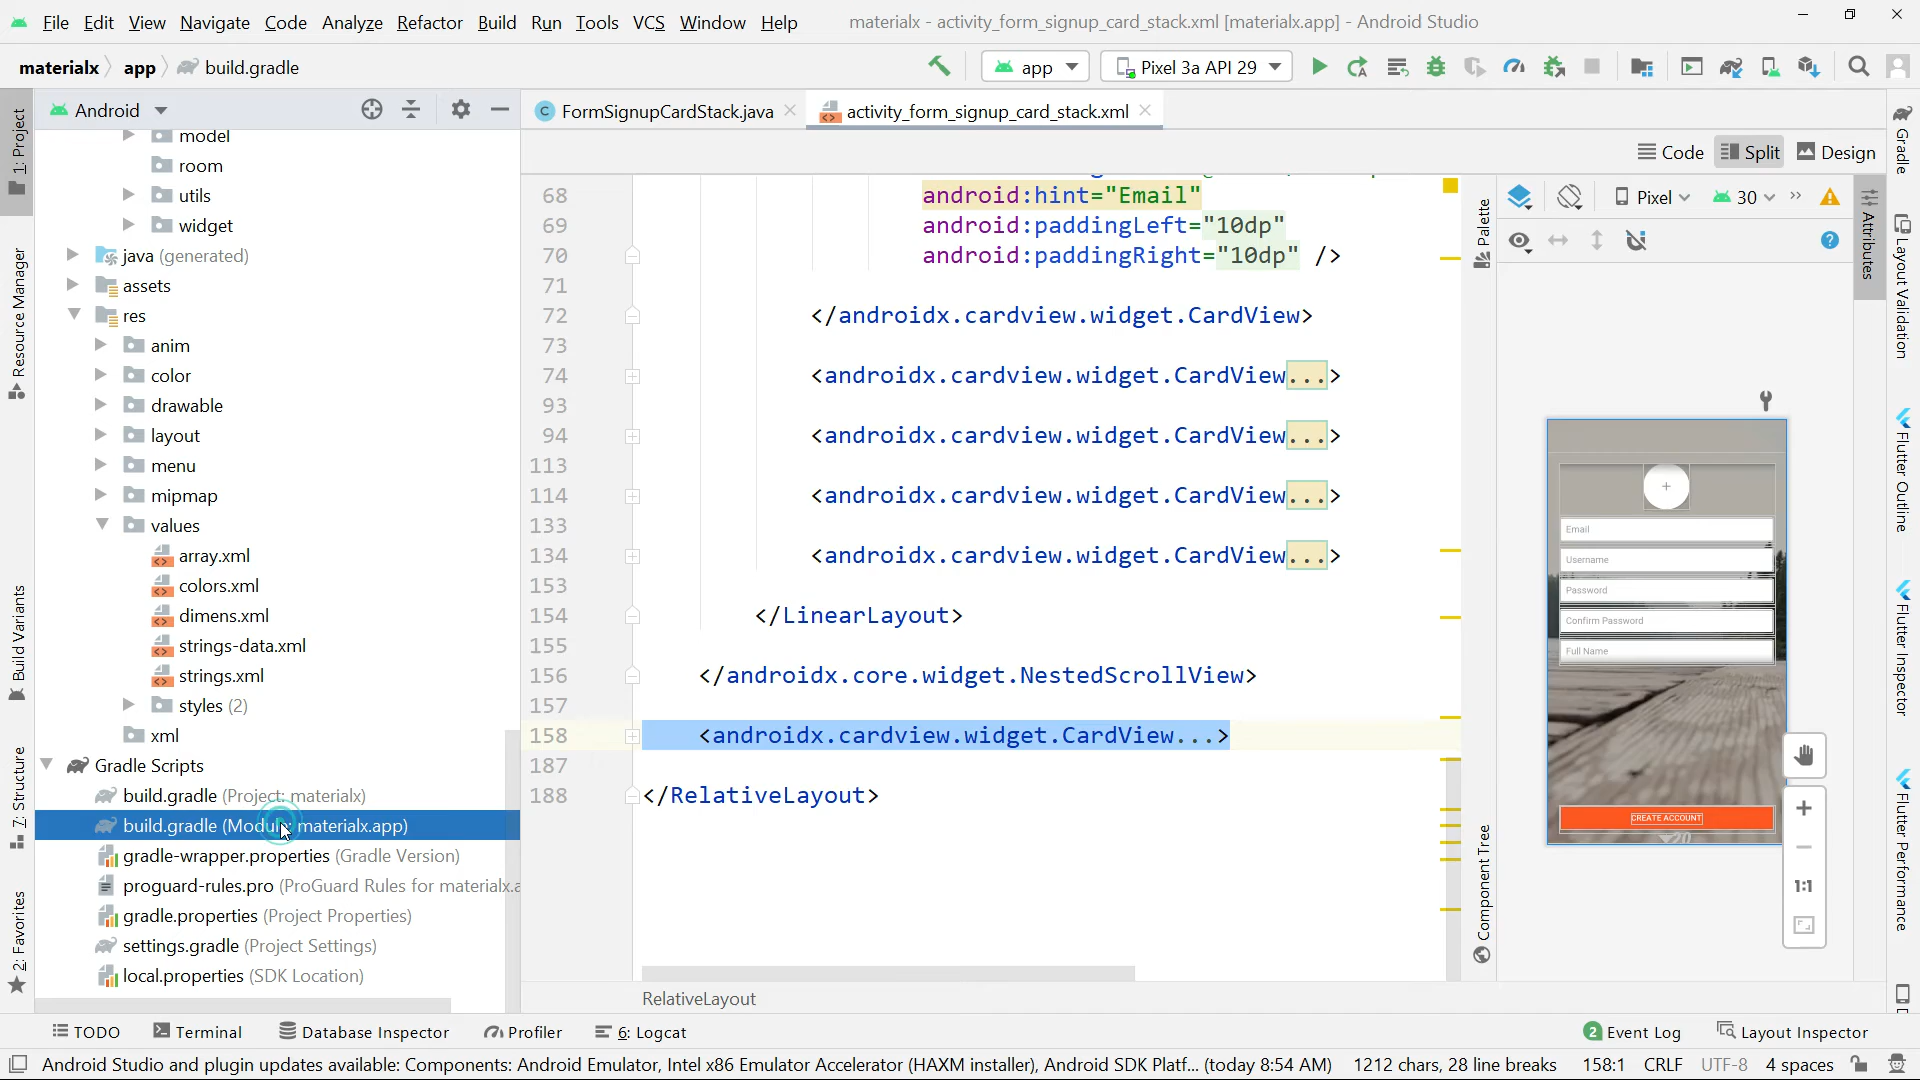 File Edit View Navigate Code Analyze Refactor Build Run Tools VCS Window Help materialx - activity_form_signup_card_stack.xml [materialx.app] - Android Studio
materialx app build.gradle app Pixel 3a API 29
Android FormSignupCardStack.java activity_form_signup_card_stack.xml
Code Split Design
Pixel 30
1: Project
Resource Manager
Build Variants
7: Structure
2: Favorites
model
room
utils
widget
java (generated)
assets
res
anim
color
drawable
layout
menu
mipmap
values
array.xml
colors.xml
dimens.xml
strings-data.xml
strings.xml
styles (2)
xml
Gradle Scripts
build.gradle (Project: materialx)
build.gradle (Module: materialx.app)
gradle-wrapper.properties (Gradle Version)
proguard-rules.pro (ProGuard Rules for materialx.a
gradle.properties (Project Properties)
settings.gradle (Project Settings)
local.properties (SDK Location)
68 android:hint="Email"
69 android:paddingLeft="10dp"
70 android:paddingRight="10dp" />
71
72 </androidx.cardview.widget.CardView>
73
74 <androidx.cardview.widget.CardView...>
93
94 <androidx.cardview.widget.CardView...>
113
114 <androidx.cardview.widget.CardView...>
133
134 <androidx.cardview.widget.CardView...>
153
154 </LinearLayout>
155
156 </androidx.core.widget.NestedScrollView>
157
158 <androidx.cardview.widget.CardView...>
187
188 </RelativeLayout>
RelativeLayout
Palette
Component Tree
Email
Username
Password
Confirm Password
Full Name
CREATE ACCOUNT
1:1
Attributes
Gradle
Layout Validation
Flutter Outline
Flutter Inspector
Flutter Performance
TODO Terminal Database Inspector Profiler 6: Logcat 2 Event Log Layout Inspector
Android Studio and plugin updates available: Components: Android Emulator, Intel x86 Emulator Accelerator (HAXM installer), Android SDK Platf... (today 8:54 AM) 1212 chars, 28 line breaks 158:1 CRLF UTF-8 4 spaces